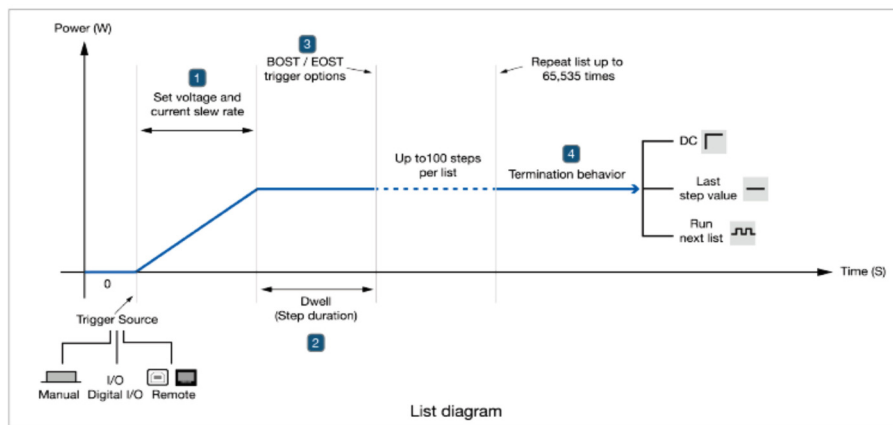 Power (W)
3
BOST / EOST
trigger options
Repeat list up to
65,535 times
1
Set voltage and
current slew rate
4
Up to100 steps
per list
Termination behavior
DC
Last
step value
Run
next list
0
Time (S)
Dwell
(Step duration)
2
Trigger Source
I/O
Manual Digital I/O Remote
List diagram